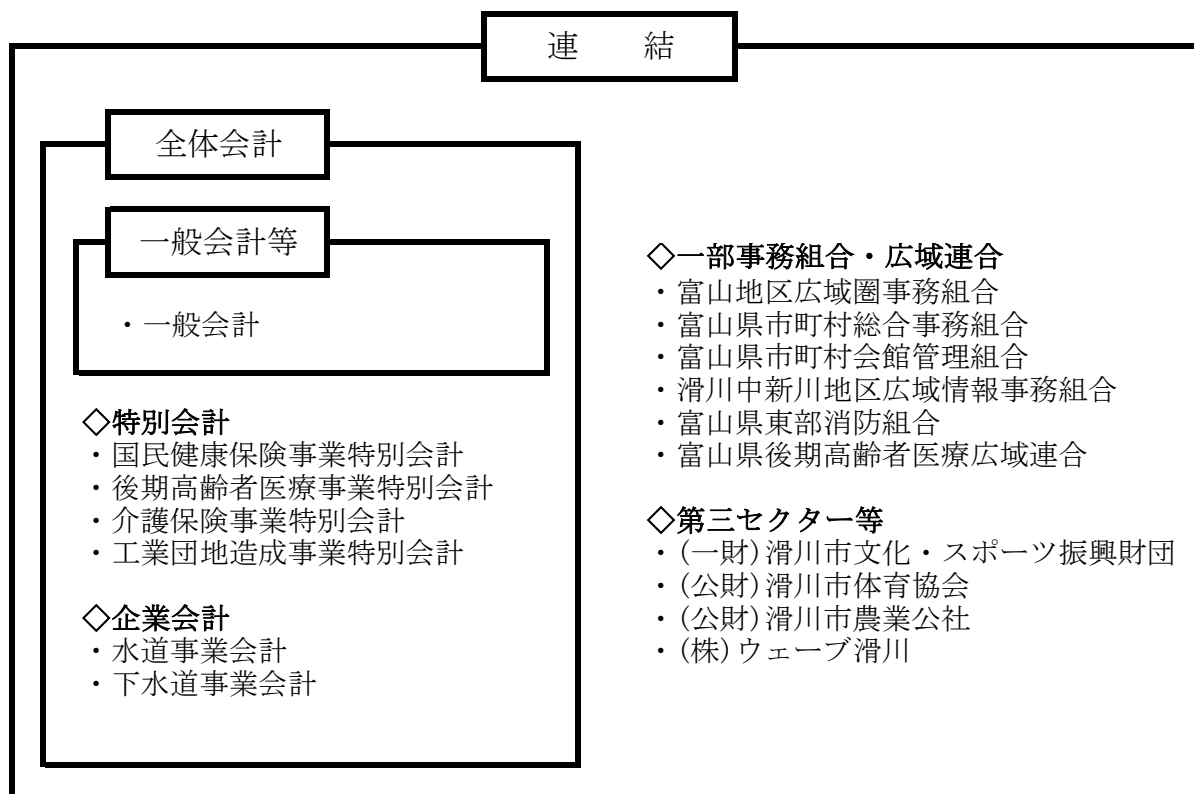 連　　結
全体会計
一般会計等
・一般会計
◇特別会計
・国民健康保険事業特別会計
・後期高齢者医療事業特別会計
・介護保険事業特別会計
・工業団地造成事業特別会計
◇企業会計
・水道事業会計
・下水道事業会計
◇一部事務組合・広域連合
・富山地区広域圏事務組合
・富山県市町村総合事務組合
・富山県市町村会館管理組合
・滑川中新川地区広域情報事務組合
・富山県東部消防組合
・富山県後期高齢者医療広域連合
◇第三セクター等
・(一財)滑川市文化・スポーツ振興財団
・(公財)滑川市体育協会
・(公財)滑川市農業公社
・(株)ウェーブ滑川